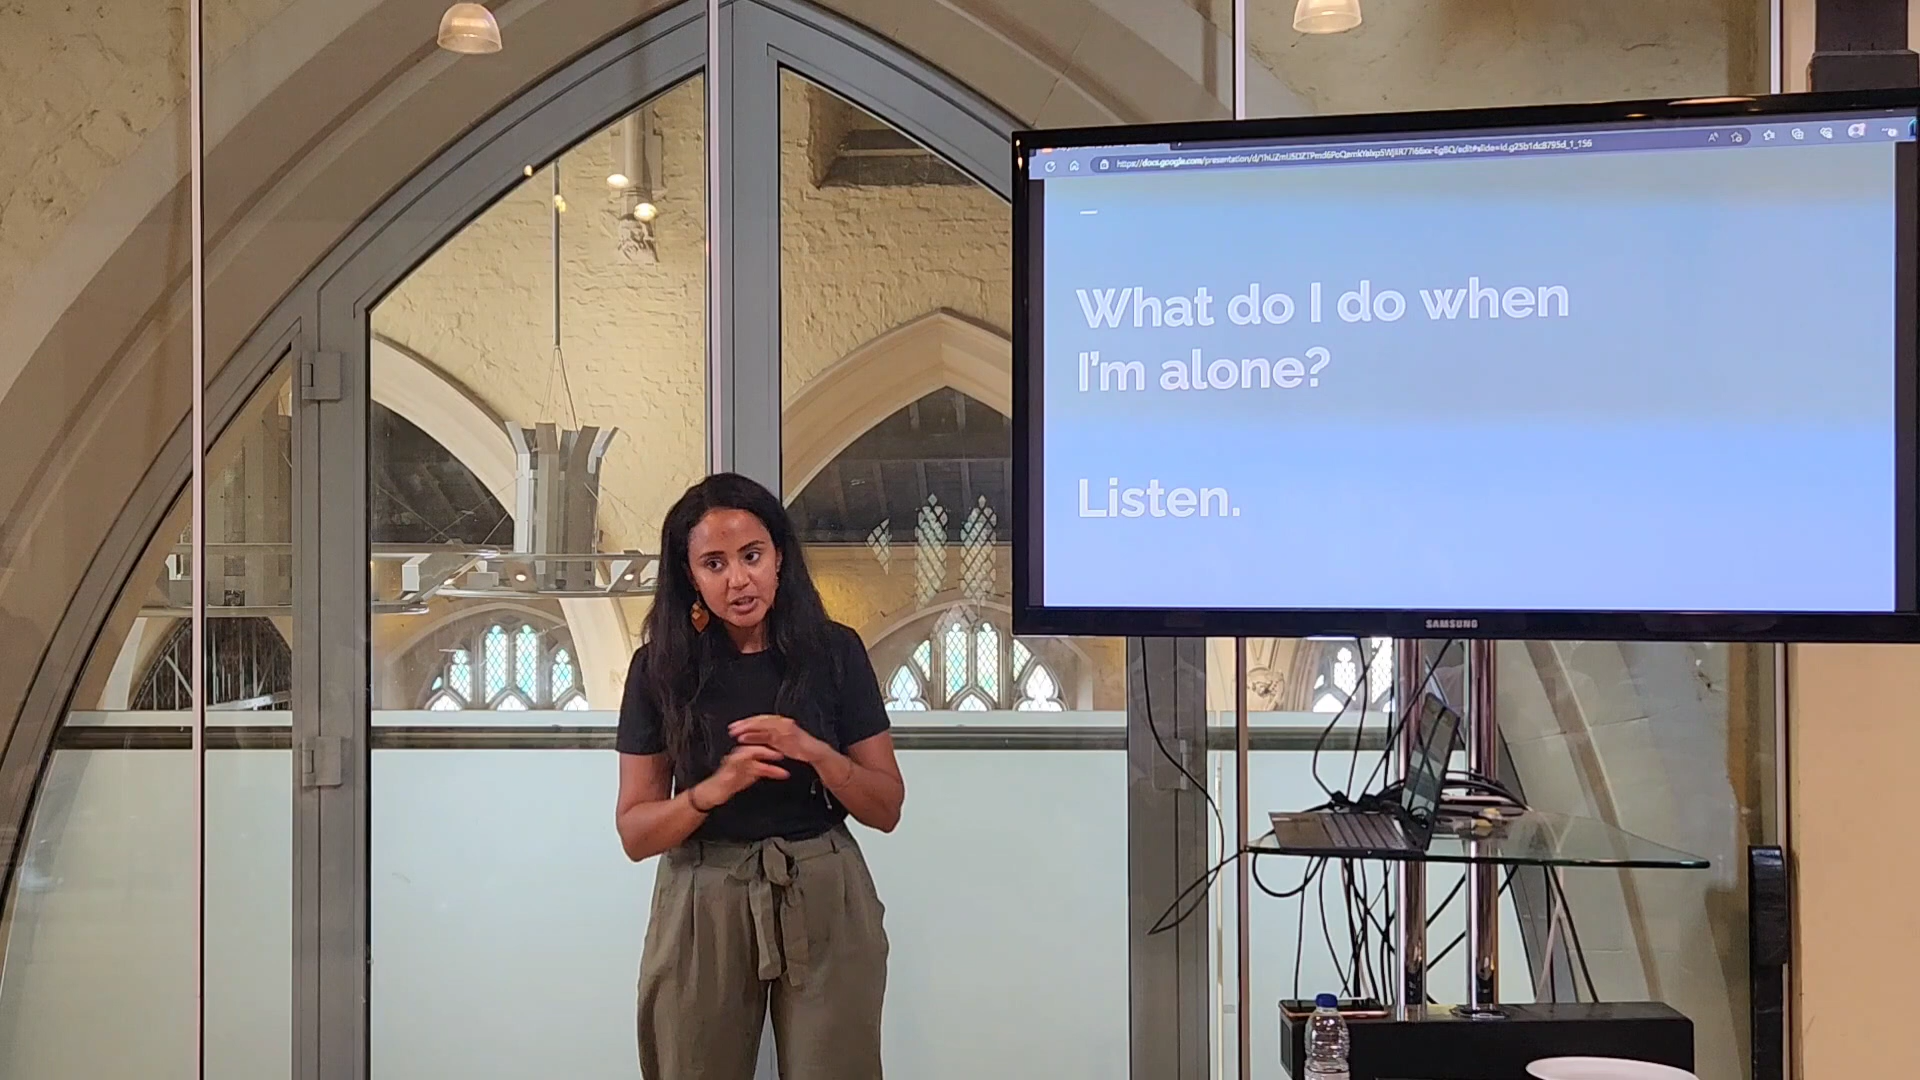 What do I do when
I'm alone?
Listen.
SAMSUNG